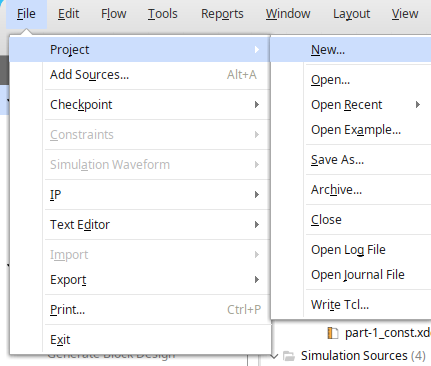 File Edit Flow Tools Reports Window Layout View
Project
Add Sources... Alt+A
Checkpoint
Constraints
Simulation Waveform
IP
Text Editor
Import
Export
Print... Ctrl+P
Exit
New...
Open...
Open Recent
Open Example...
Save As...
Archive...
Close
Open Log File
Open Journal File
Write Tcl...
part-1_const.xd
Generate Block Design
Simulation Sources (4)